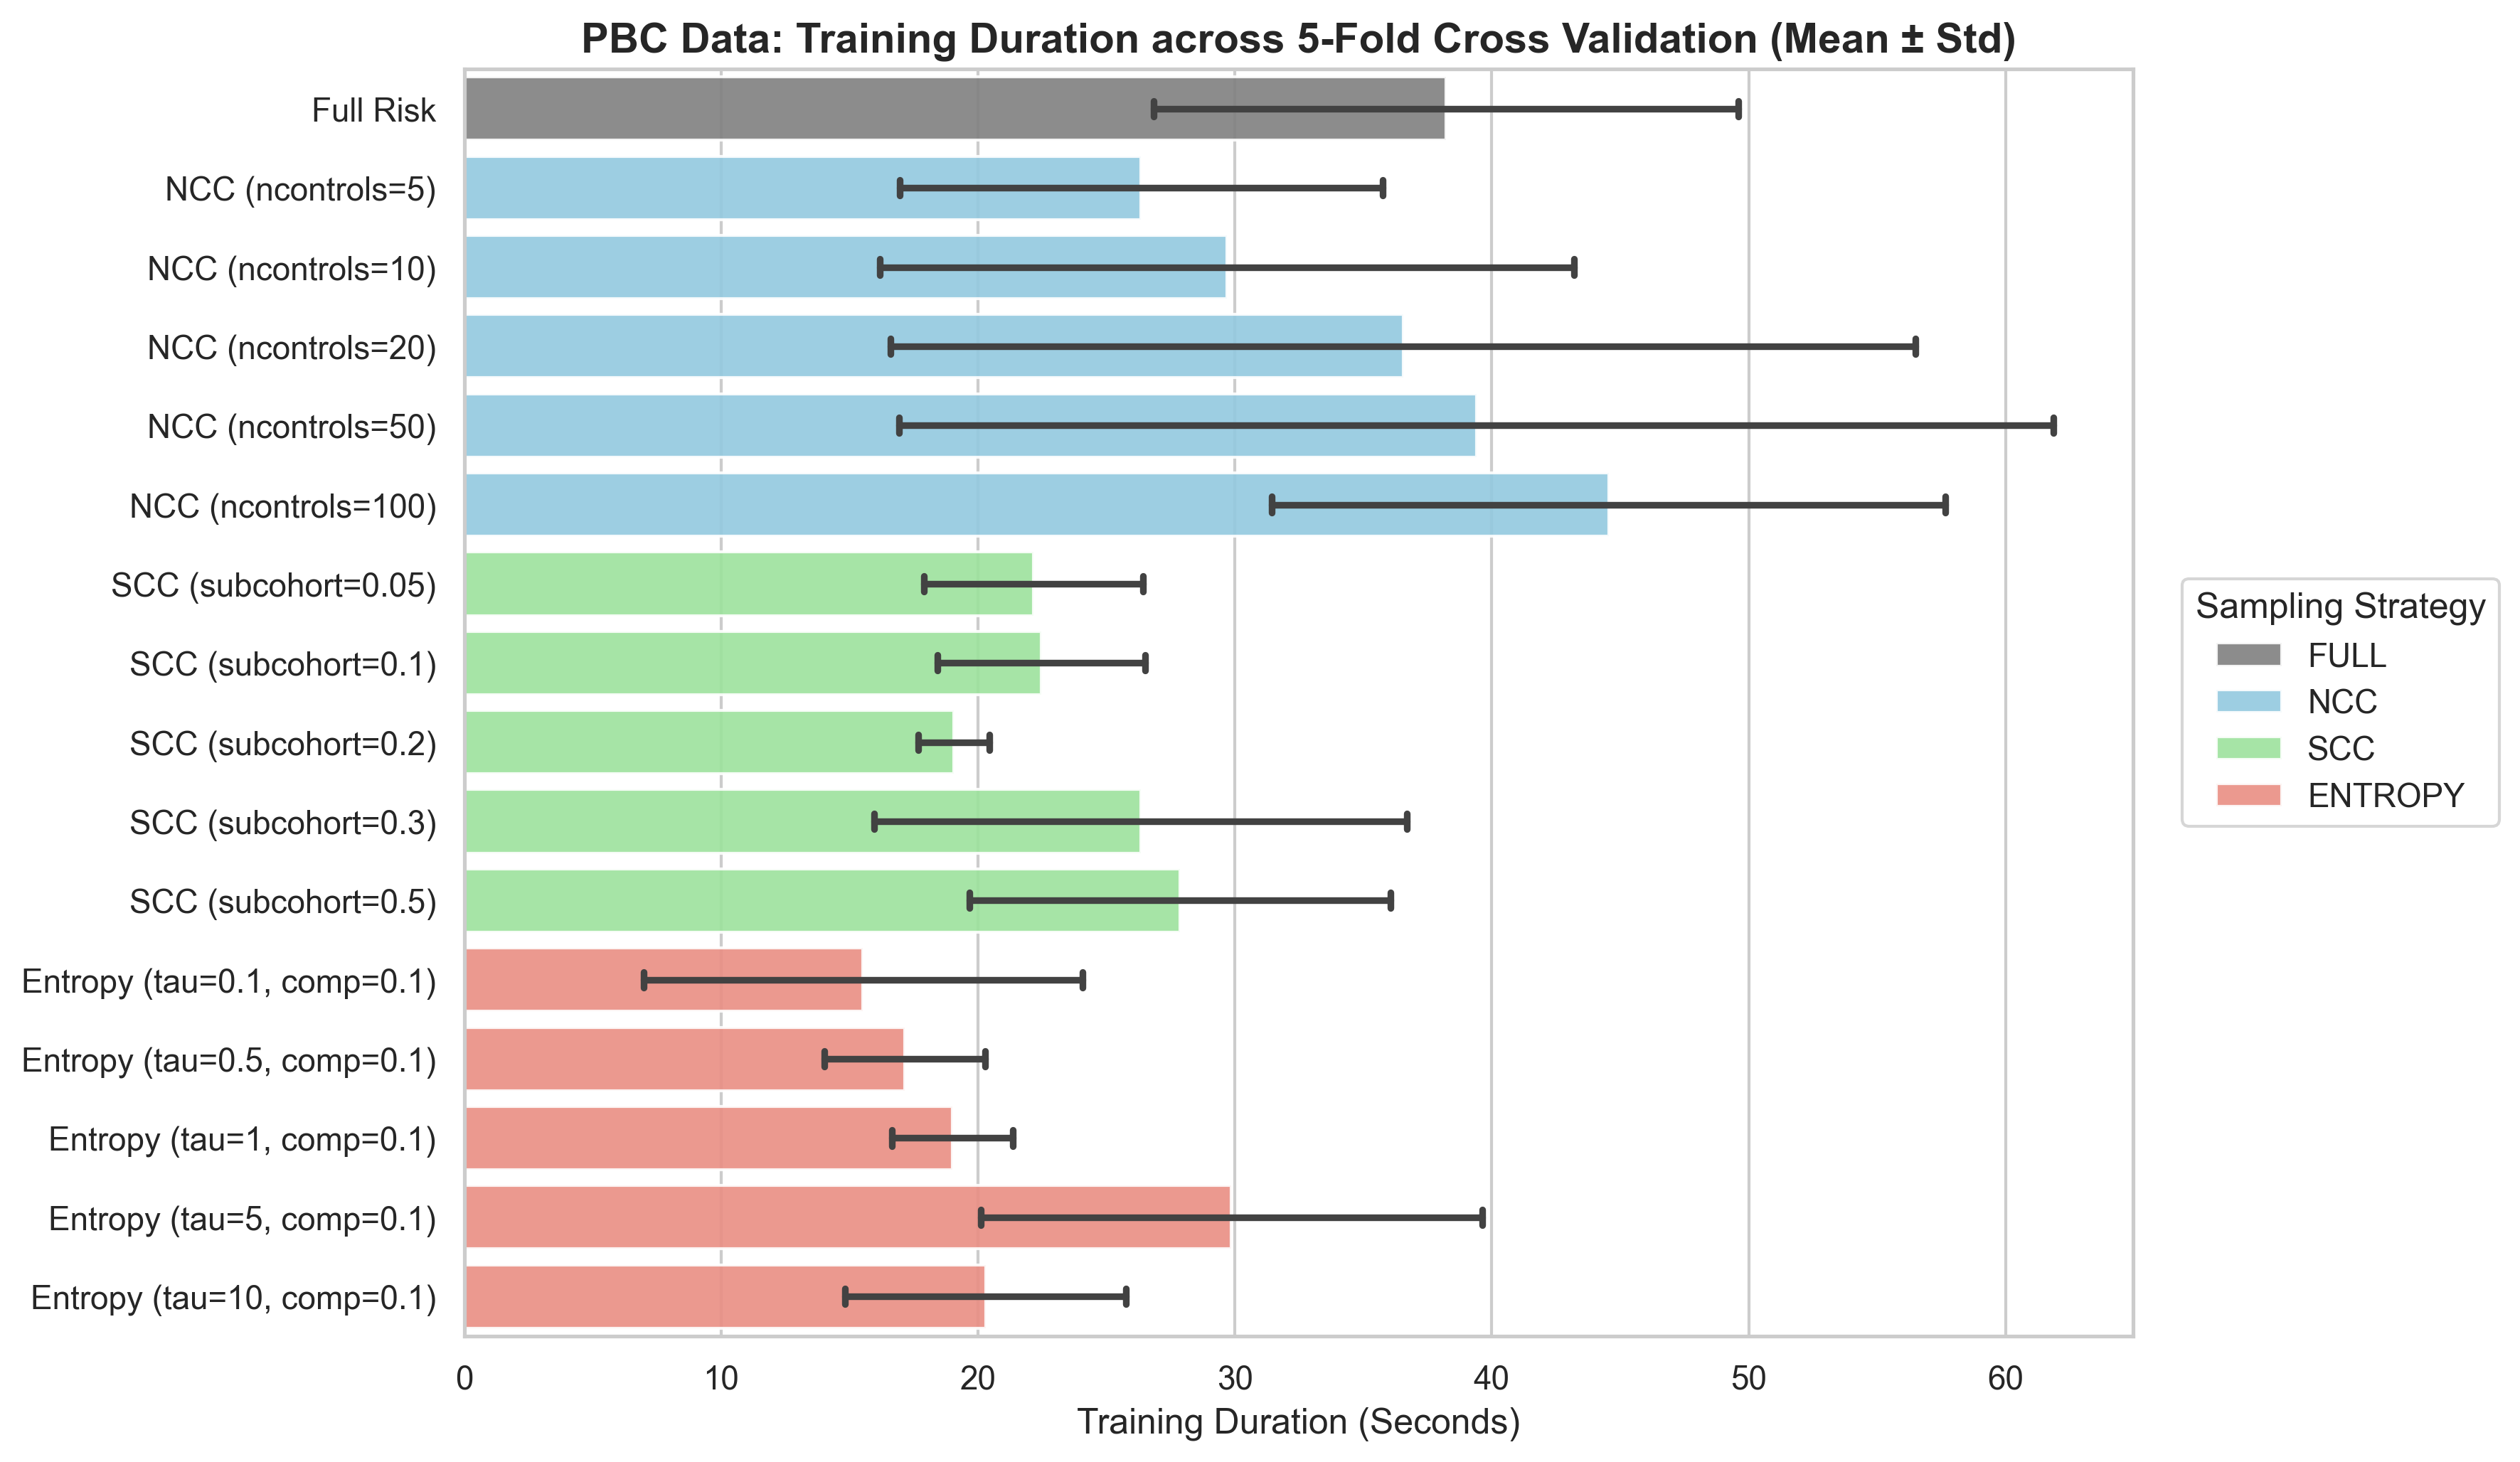 PBC Data: Training Duration across 5-Fold Cross Validation (Mean ± Std)
Full Risk
NCC (ncontrols=5)
NCC (ncontrols=10)
NCC (ncontrols=20)
NCC (ncontrols=50)
NCC (ncontrols=100)
SCC (subcohort=0.05)
SCC (subcohort=0.1)
SCC (subcohort=0.2)
SCC (subcohort=0.3)
SCC (subcohort=0.5)
Entropy (tau=0.1, comp=0.1)
Entropy (tau=0.5, comp=0.1)
Entropy (tau=1, comp=0.1)
Entropy (tau=5, comp=0.1)
Entropy (tau=10, comp=0.1)
0 10 20 30 40 50 60
Training Duration (Seconds)
Sampling Strategy
FULL
NCC
SCC
ENTROPY